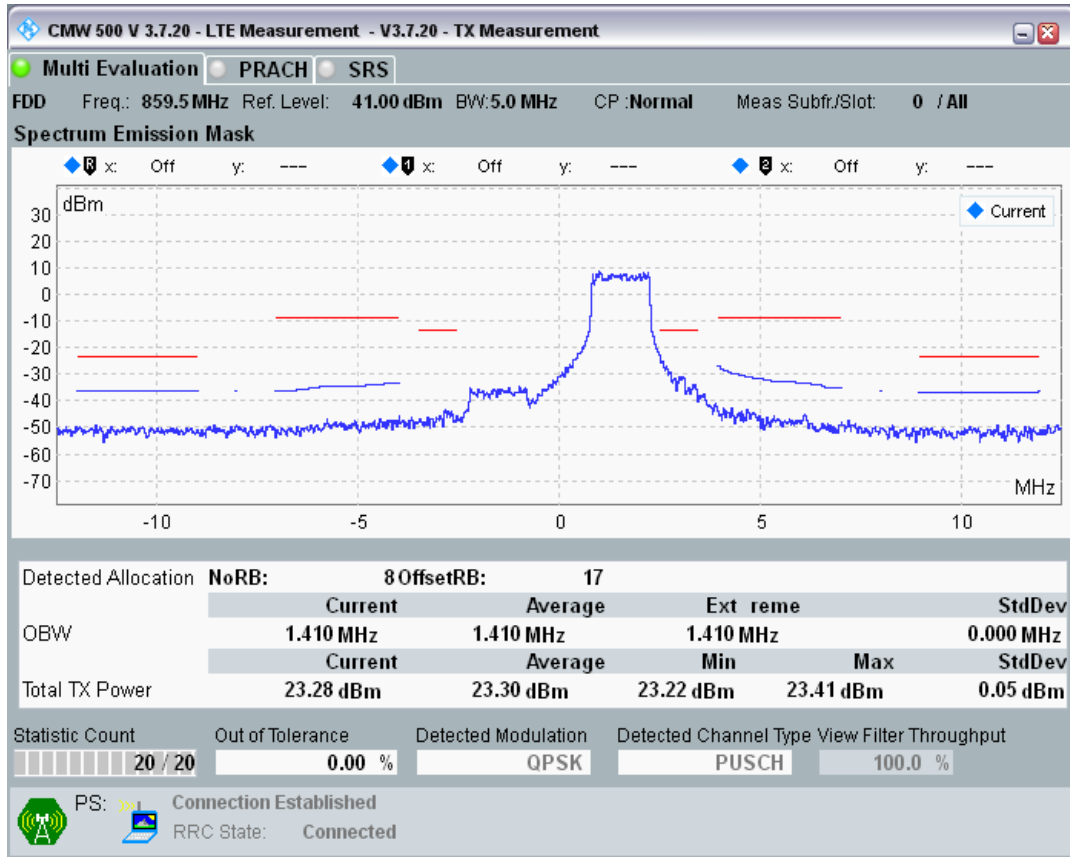 CMW 500 V 3.7.20 - LTE Measurement - V3.7.20 - TX Measurement
Multi Evaluation PRACH SRS
FDD Freq.: 859.5 MHz Ref. Level: 41.00 dBm BW: 5.0 MHz CP : Normal Meas Subfr./Slot: 0 / All
Spectrum Emission Mask
R x: Off y: --- 1 x: Off y: --- 2 x: Off y: ---
dBm
Current
30
20
10
0
-10
-20
-30
-40
-50
-60
-70
MHz
-10 -5 0 5 10
Detected Allocation NoRB: 8 OffsetRB: 17
Current Average Ext reme StdDev
OBW 1.410 MHz 1.410 MHz 1.410 MHz 0.000 MHz
Current Average Min Max StdDev
Total TX Power 23.28 dBm 23.30 dBm 23.22 dBm 23.41 dBm 0.05 dBm
Statistic Count Out of Tolerance Detected Modulation Detected Channel Type View Filter Throughput
20 / 20 0.00 % QPSK PUSCH 100.0 %
PS: Connection Established
RRC State: Connected